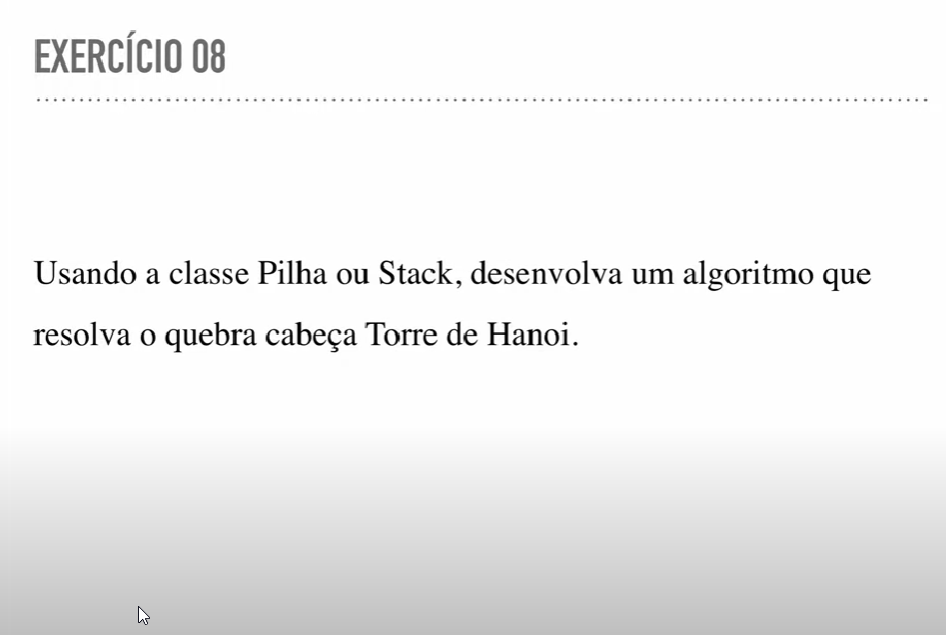 EXERCÍCIO 08
Usando a classe Pilha ou Stack, desenvolva um algoritmo que
resolva o quebra cabeça Torre de Hanoi.